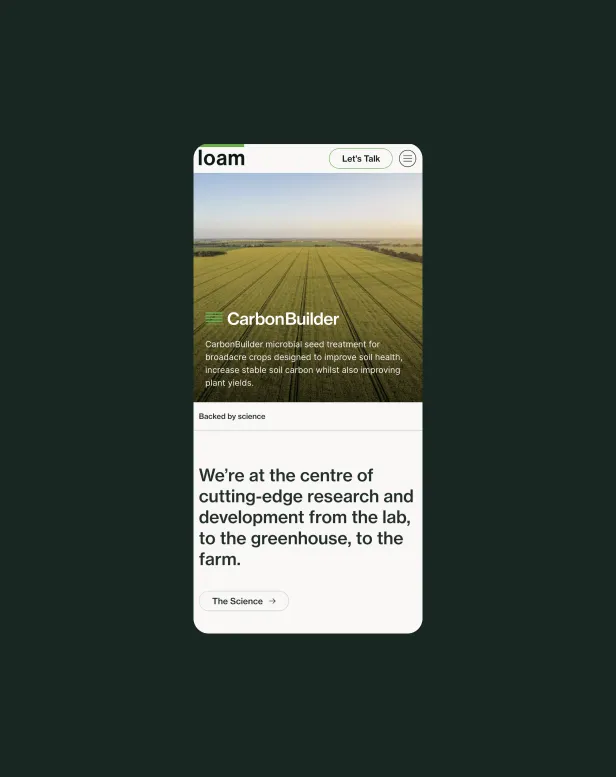 loam
Let's Talk
CarbonBuilder
CarbonBuilder microbial seed treatment for
broadacre crops designed to improve soil health,
increase stable soil carbon whilst also improving
plant yields.
Backed by science
We’re at the centre of
cutting-edge research and
development from the lab,
to the greenhouse, to the
farm.
The Science →